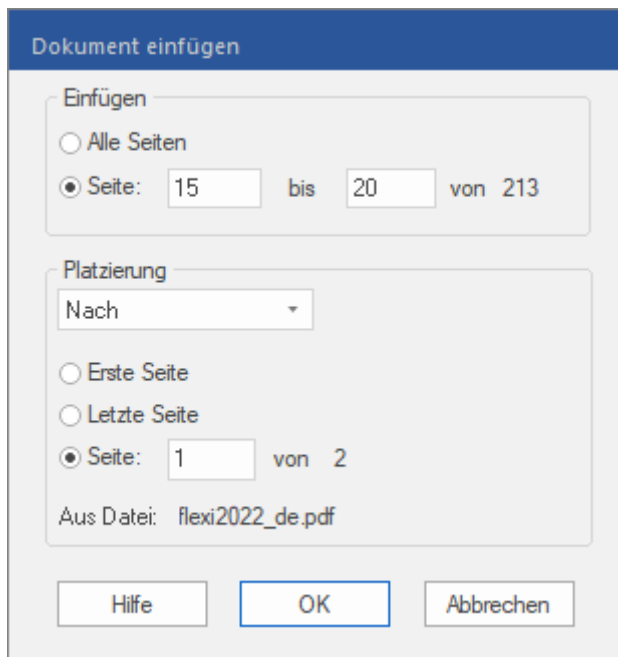 Dokument einfügen
Einfügen
Alle Seiten
Seite: 15 bis 20 von 213
Platzierung
Nach
Erste Seite
Letzte Seite
Seite: 1 von 2
Aus Datei: flexi2022_de.pdf
Hilfe OK Abbrechen